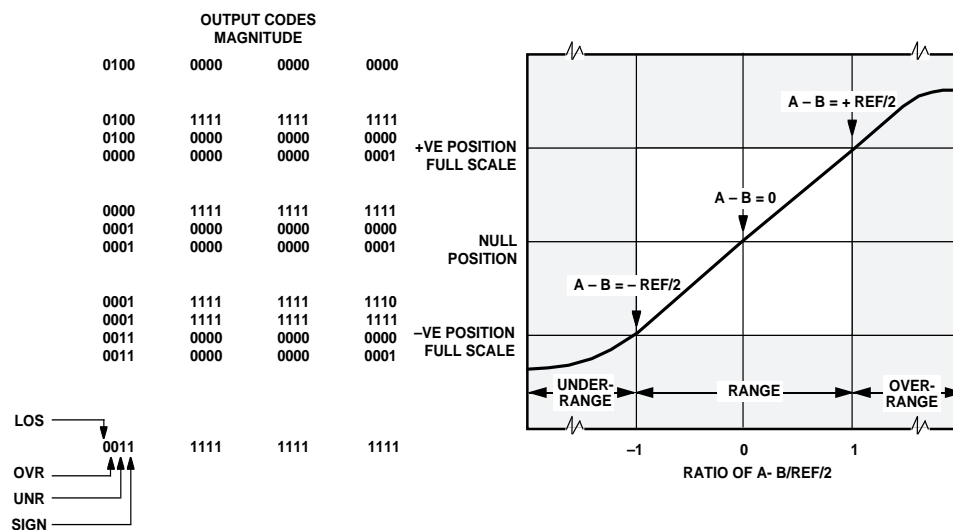 OUTPUT CODES
MAGNITUDE
0100 0000 0000 0000
0100 1111 1111 1111
0100 0000 0000 0000
0000 0000 0000 0001
0000 1111 1111 1111
0001 0000 0000 0000
0001 0000 0000 0001
0001 1111 1111 1110
0001 1111 1111 1111
0011 0000 0000 0000
0011 0000 0000 0001
0011 1111 1111 1111
LOS
OVR
UNR
SIGN
+VE POSITION
FULL SCALE
NULL
POSITION
–VE POSITION
FULL SCALE
A – B = + REF/2
A – B = 0
A – B = – REF/2
UNDER-
RANGE
RANGE
OVER-
RANGE
–1 0 1
RATIO OF A- B/REF/2